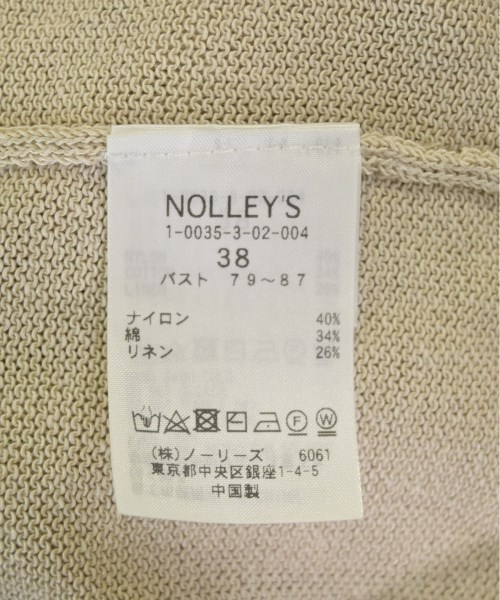 NOLLEY'S
1-0035-3-02-004
38
バスト 79～87
ナイロン 40%
綿 34%
リネン 26%
F W
(株)ノーリーズ 6061
東京都中央区銀座1-4-5
中国製